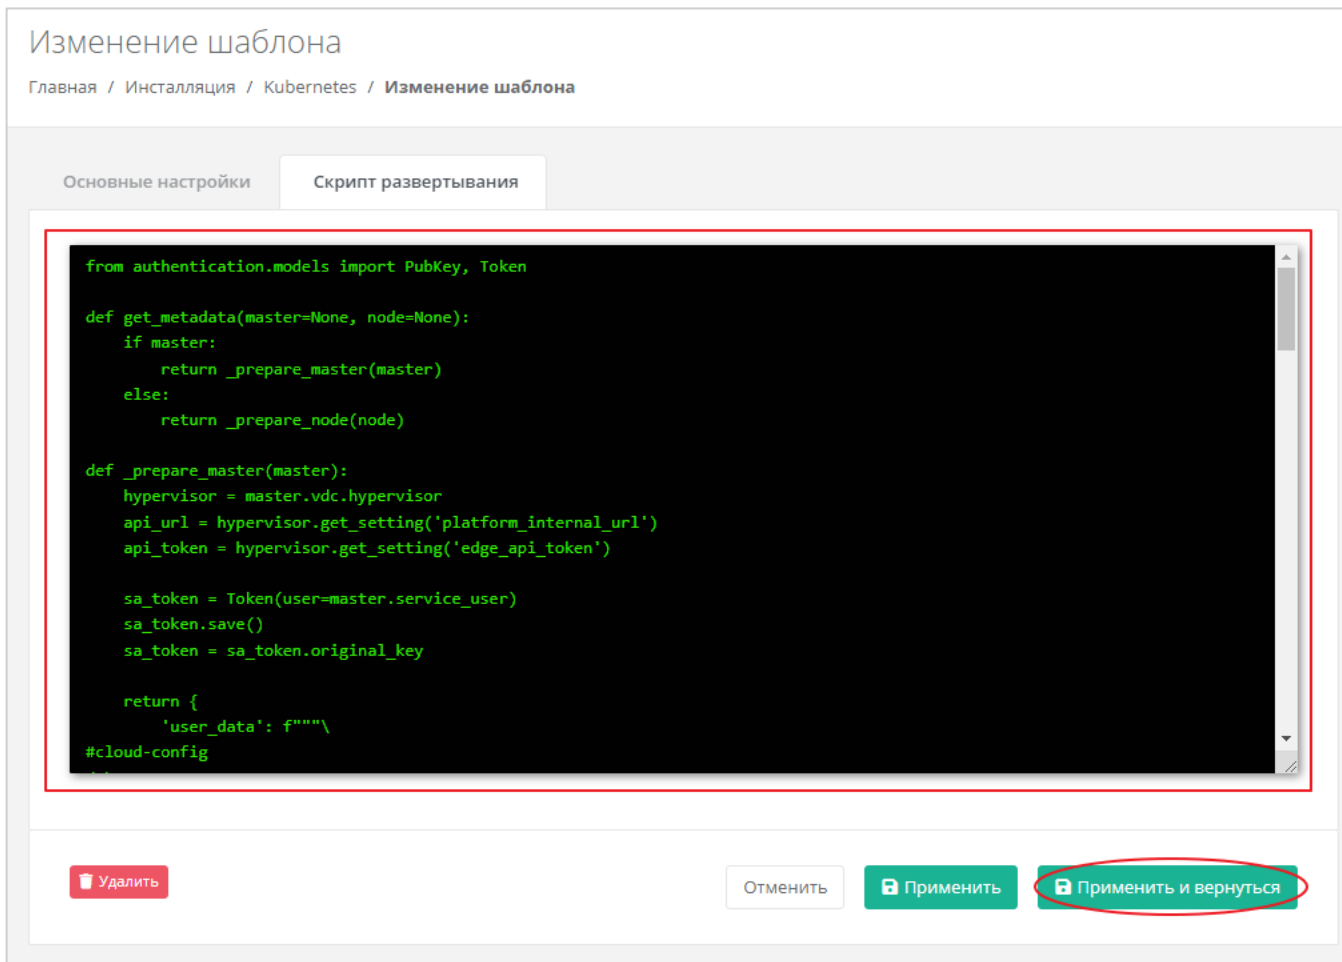 Изменение шаблона
Главная / Инсталляция / Kubernetes / Изменение шаблона
Основные настройки
Скрипт развертывания
from authentication.models import PubKey, Token
def get_metadata(master=None, node=None):
    if master:
        return _prepare_master(master)
    else:
        return _prepare_node(node)
def _prepare_master(master):
    hypervisor = master.vdc.hypervisor
    api_url = hypervisor.get_setting('platform_internal_url')
    api_token = hypervisor.get_setting('edge_api_token')
    sa_token = Token(user=master.service_user)
    sa_token.save()
    sa_token = sa_token.original_key
    return {
        'user_data': f"""\
#cloud-config
Удалить
Отменить
Применить
Применить и вернуться